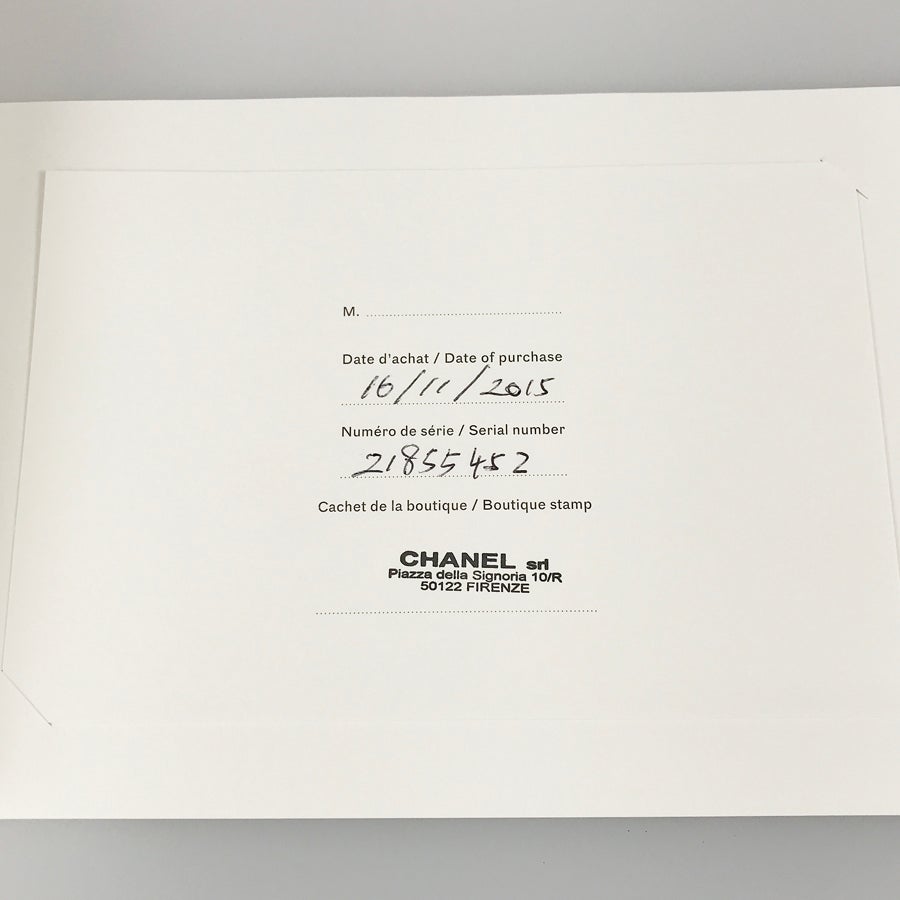 M. ........................................
Date d'achat / Date of purchase
16/11/2015
Numéro de série / Serial number
21855452
Cachet de la boutique / Boutique stamp
CHANEL srl
Piazza della Signoria 10/R
50122 FIRENZE